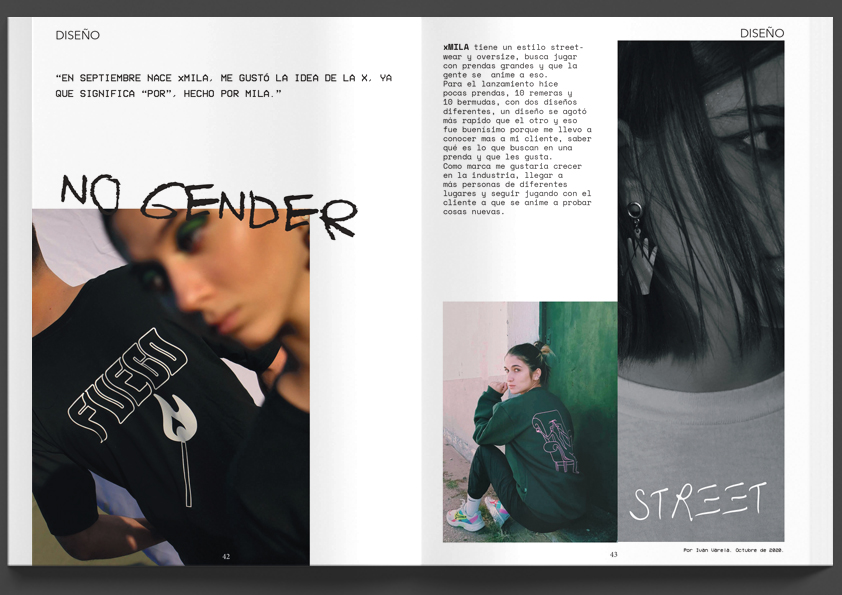 DISEÑO
“EN SEPTIEMBRE NACE xMILA, ME GUSTÓ LA IDEA DE LA X, YA
QUE SIGNIFICA “POR”, HECHO POR MILA.”
NO GENDER
FUEGO
42
DISEÑO
xMILA tiene un estilo street-
wear y oversize, busca jugar
con prendas grandes y que la
gente se  anime a eso.
Para el lanzamiento hice
pocas prendas, 10 remeras y
10 bermudas, con dos diseños
diferentes, un diseño se agotó
más rapido que el otro y eso
fue buenísimo porque me llevo a
conocer mas a mi cliente, saber
qué es lo que buscan en una
prenda y que les gusta.
Como marca me gustaría crecer
en la industria, llegar a
más personas de diferentes
lugares y seguir jugando con el
cliente a que se anime a probar
cosas nuevas.
STREET
43
Por Iván Varela. Octubre de 2020.